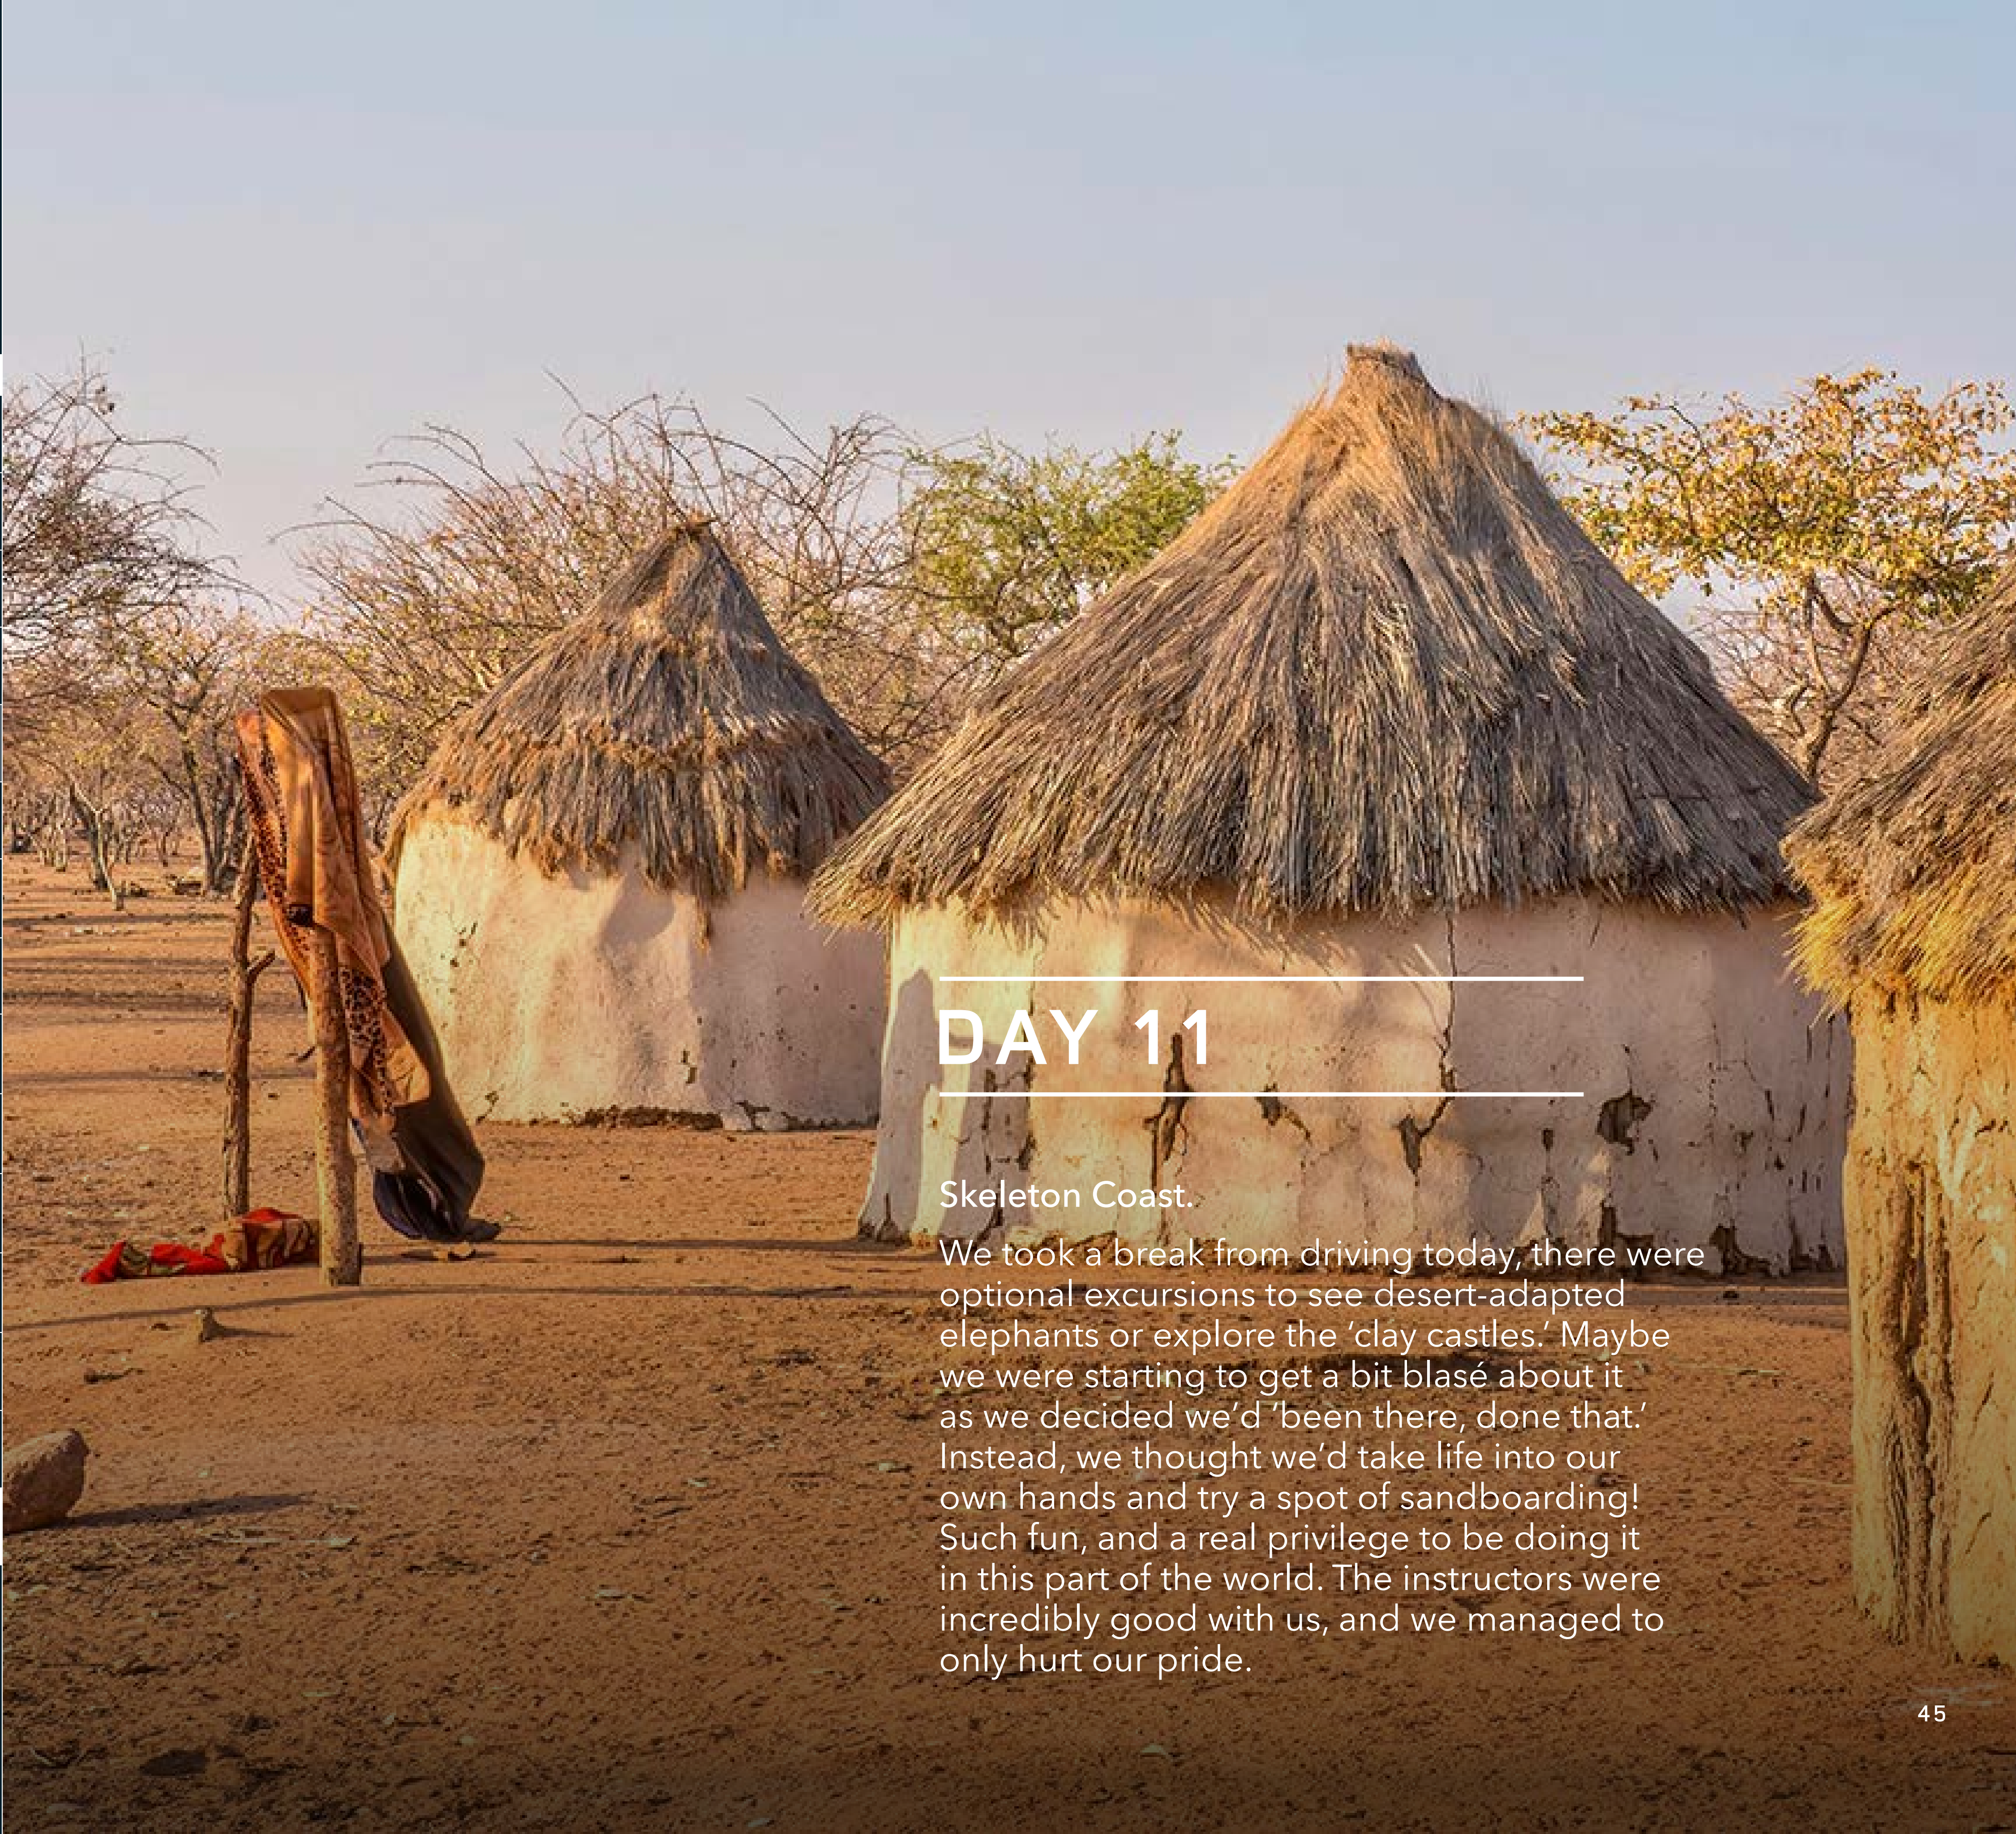 DAY 11
Skeleton Coast.
We took a break from driving today, there were
optional excursions to see desert-adapted
elephants or explore the ‘clay castles.’ Maybe
we were starting to get a bit blasé about it
as we decided we’d ‘been there, done that.’
Instead, we thought we’d take life into our
own hands and try a spot of sandboarding!
Such fun, and a real privilege to be doing it
in this part of the world. The instructors were
incredibly good with us, and we managed to
only hurt our pride.
45